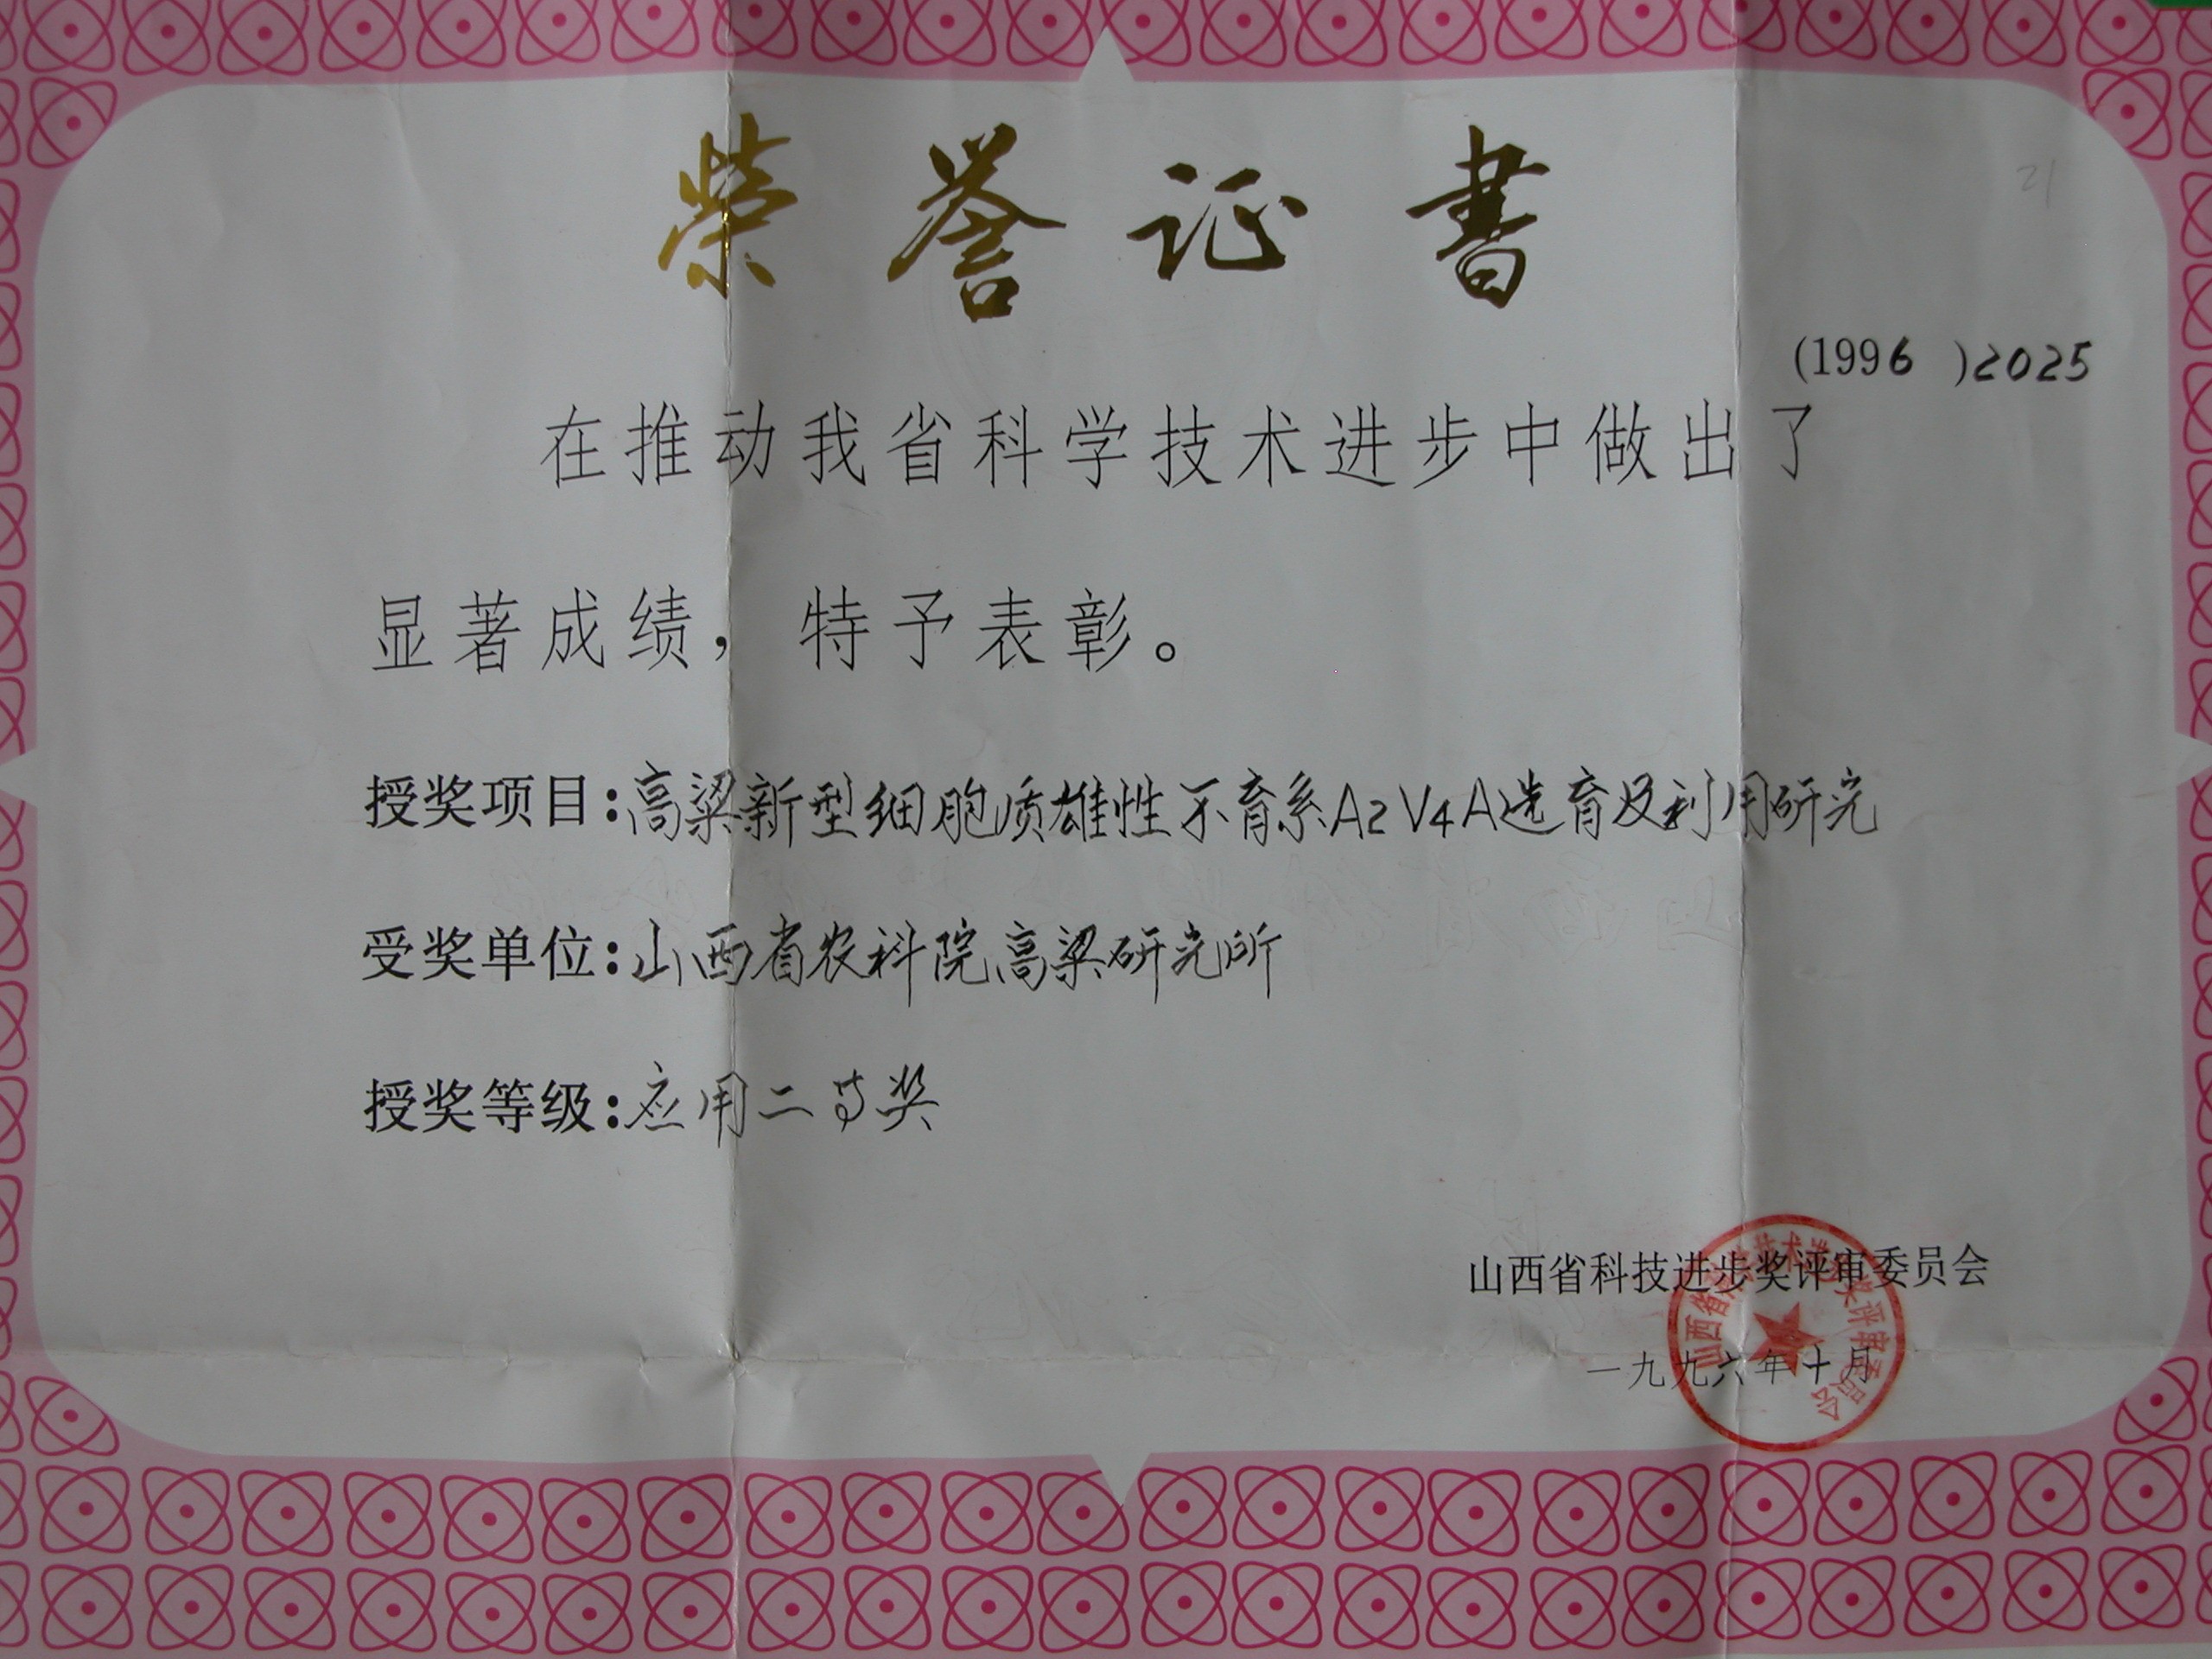 荣誉证书
(1996 )2025
在推动我省科学技术进步中做出了
显著成绩，特予表彰。
授奖项目:高粱新型细胞质雄性不育系A2V4A选育及利用研究
受奖单位:山西省农科院高粱研究所
授奖等级:应用二等奖
山西省科技进步奖评审委员会
一九九六年十月
21